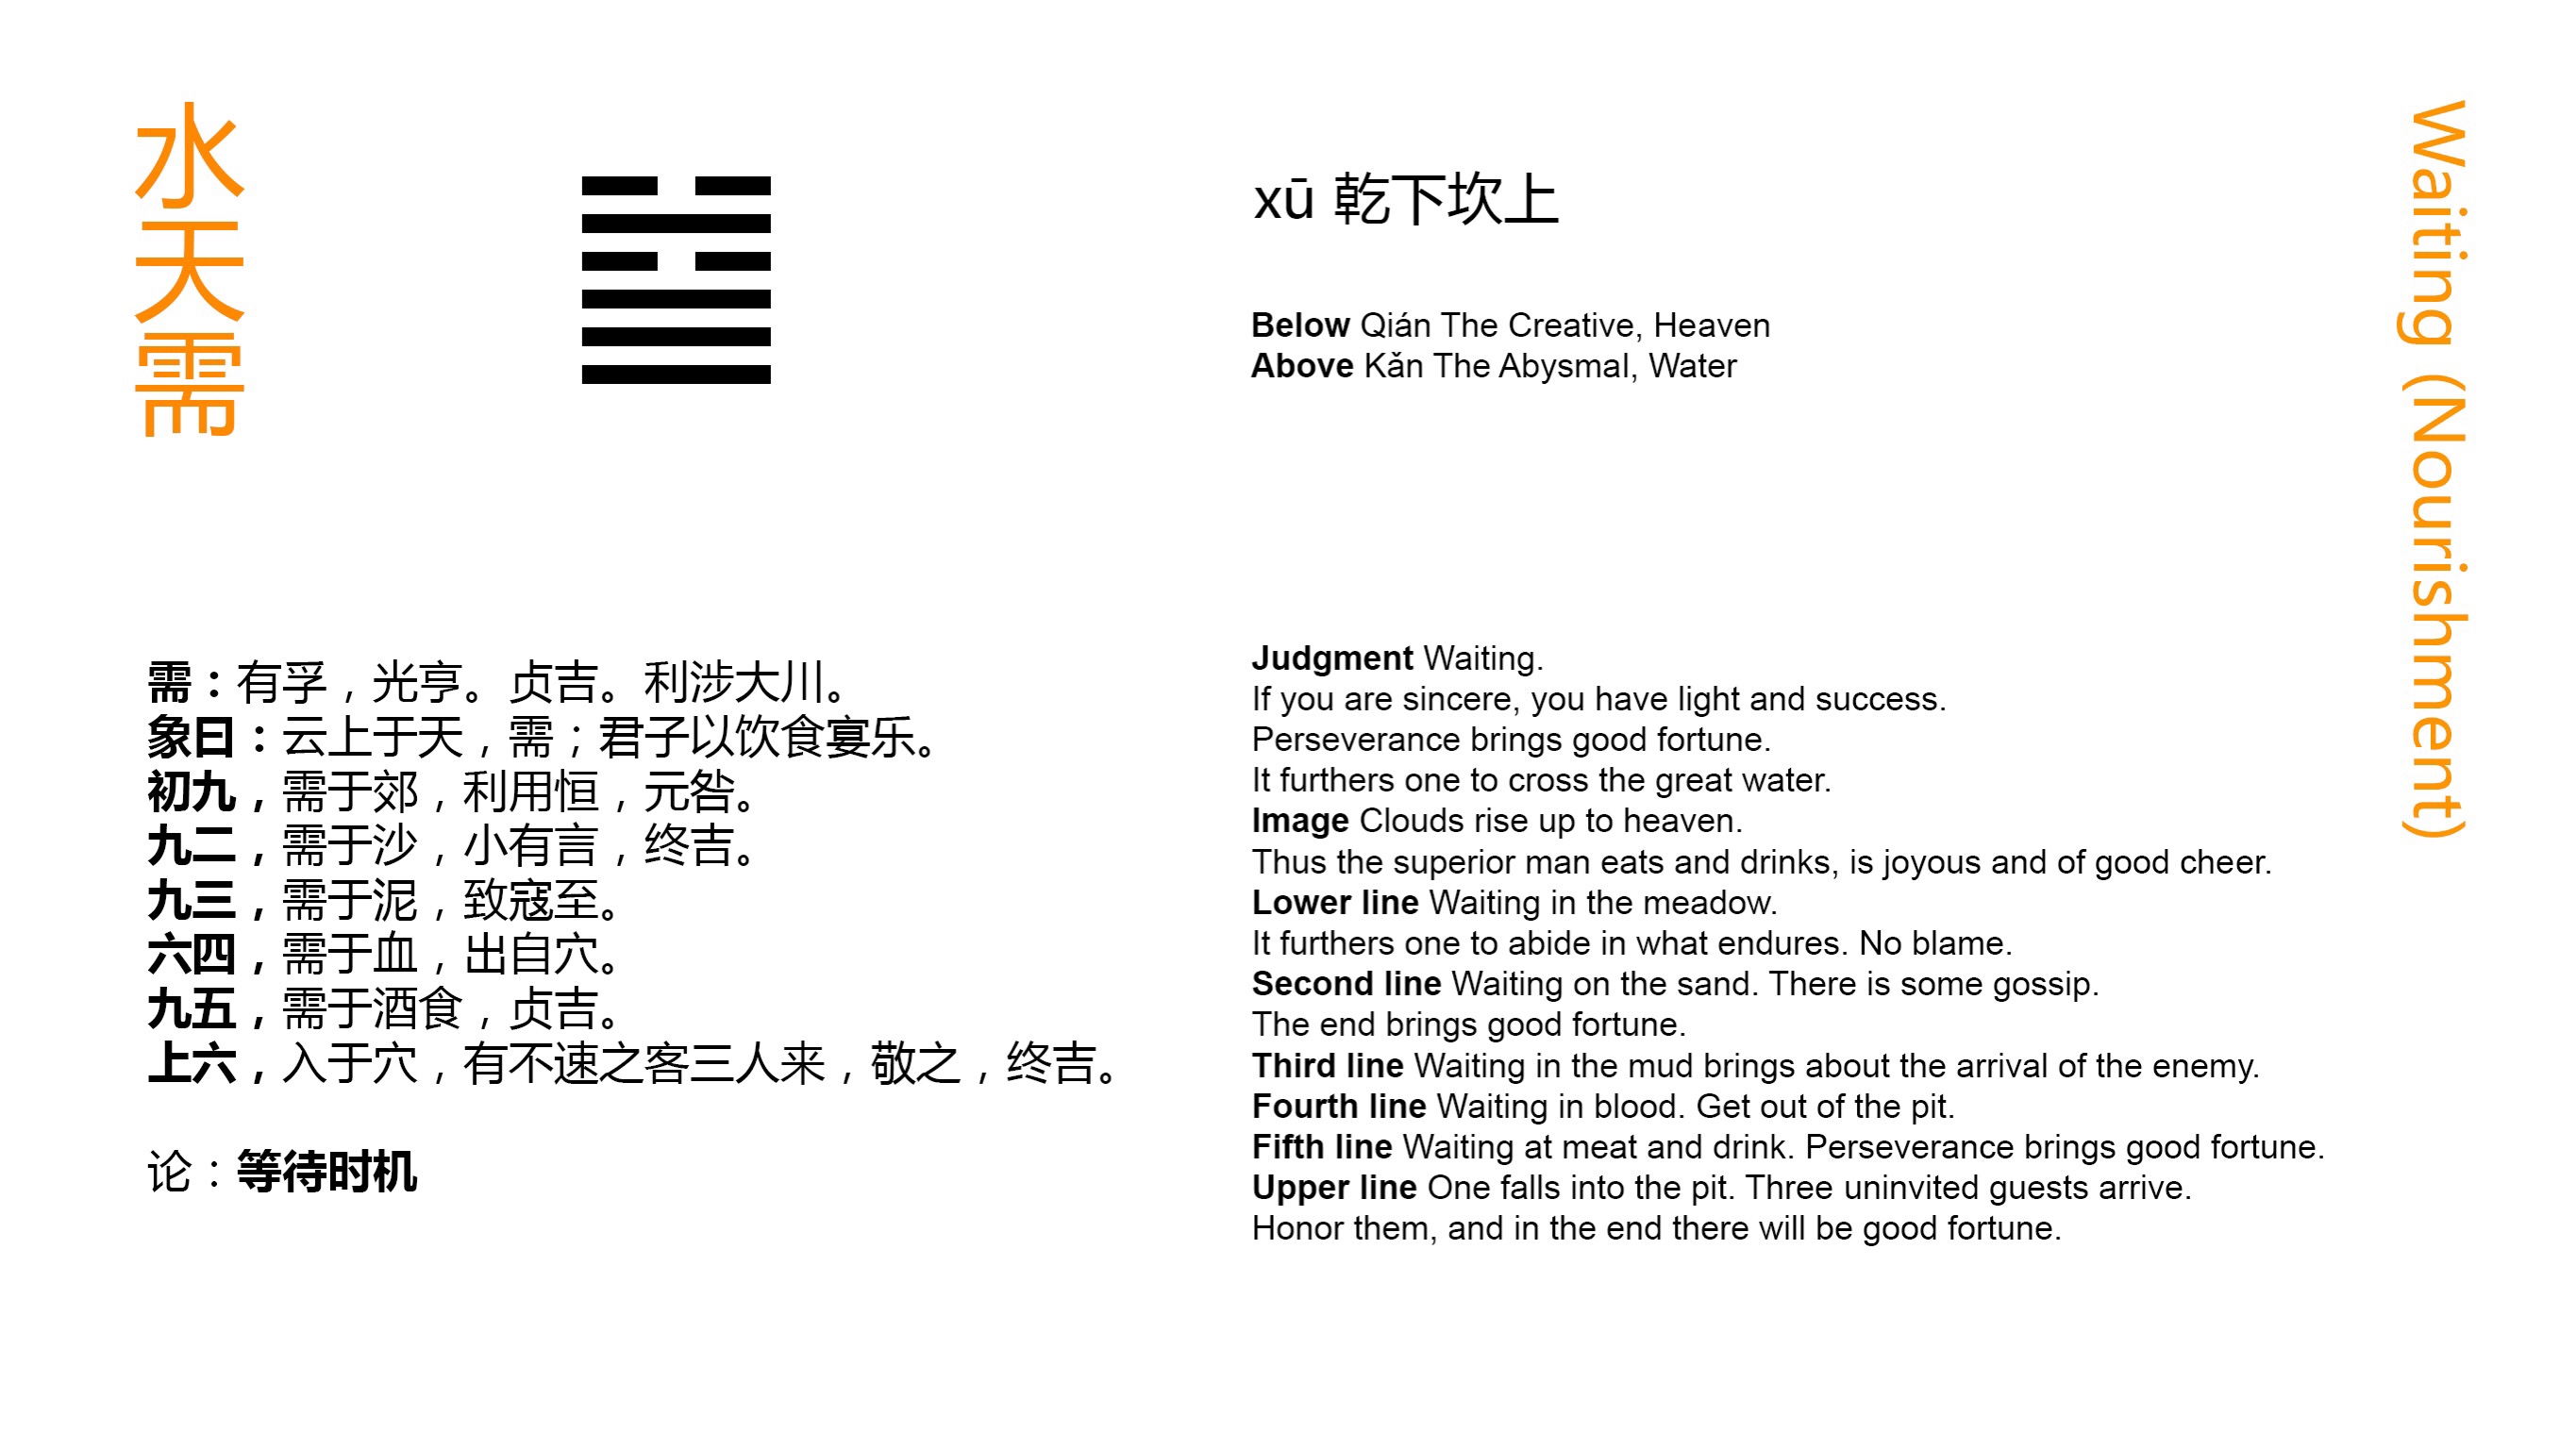 水天需
xū 乾下坎上
Below Qián The Creative, Heaven
Above Kǎn The Abysmal, Water
Waiting (Nourishment)
需：有孚，光亨。贞吉。利涉大川。
象曰：云上于天，需；君子以饮食宴乐。
初九，需于郊，利用恒，元咎。
九二，需于沙，小有言，终吉。
九三，需于泥，致寇至。
六四，需于血，出自穴。
九五，需于酒食，贞吉。
上六，入于穴，有不速之客三人来，敬之，终吉。
论：等待时机
Judgment Waiting.
If you are sincere, you have light and success.
Perseverance brings good fortune.
It furthers one to cross the great water.
Image Clouds rise up to heaven.
Thus the superior man eats and drinks, is joyous and of good cheer.
Lower line Waiting in the meadow.
It furthers one to abide in what endures. No blame.
Second line Waiting on the sand. There is some gossip.
The end brings good fortune.
Third line Waiting in the mud brings about the arrival of the enemy.
Fourth line Waiting in blood. Get out of the pit.
Fifth line Waiting at meat and drink. Perseverance brings good fortune.
Upper line One falls into the pit. Three uninvited guests arrive.
Honor them, and in the end there will be good fortune.